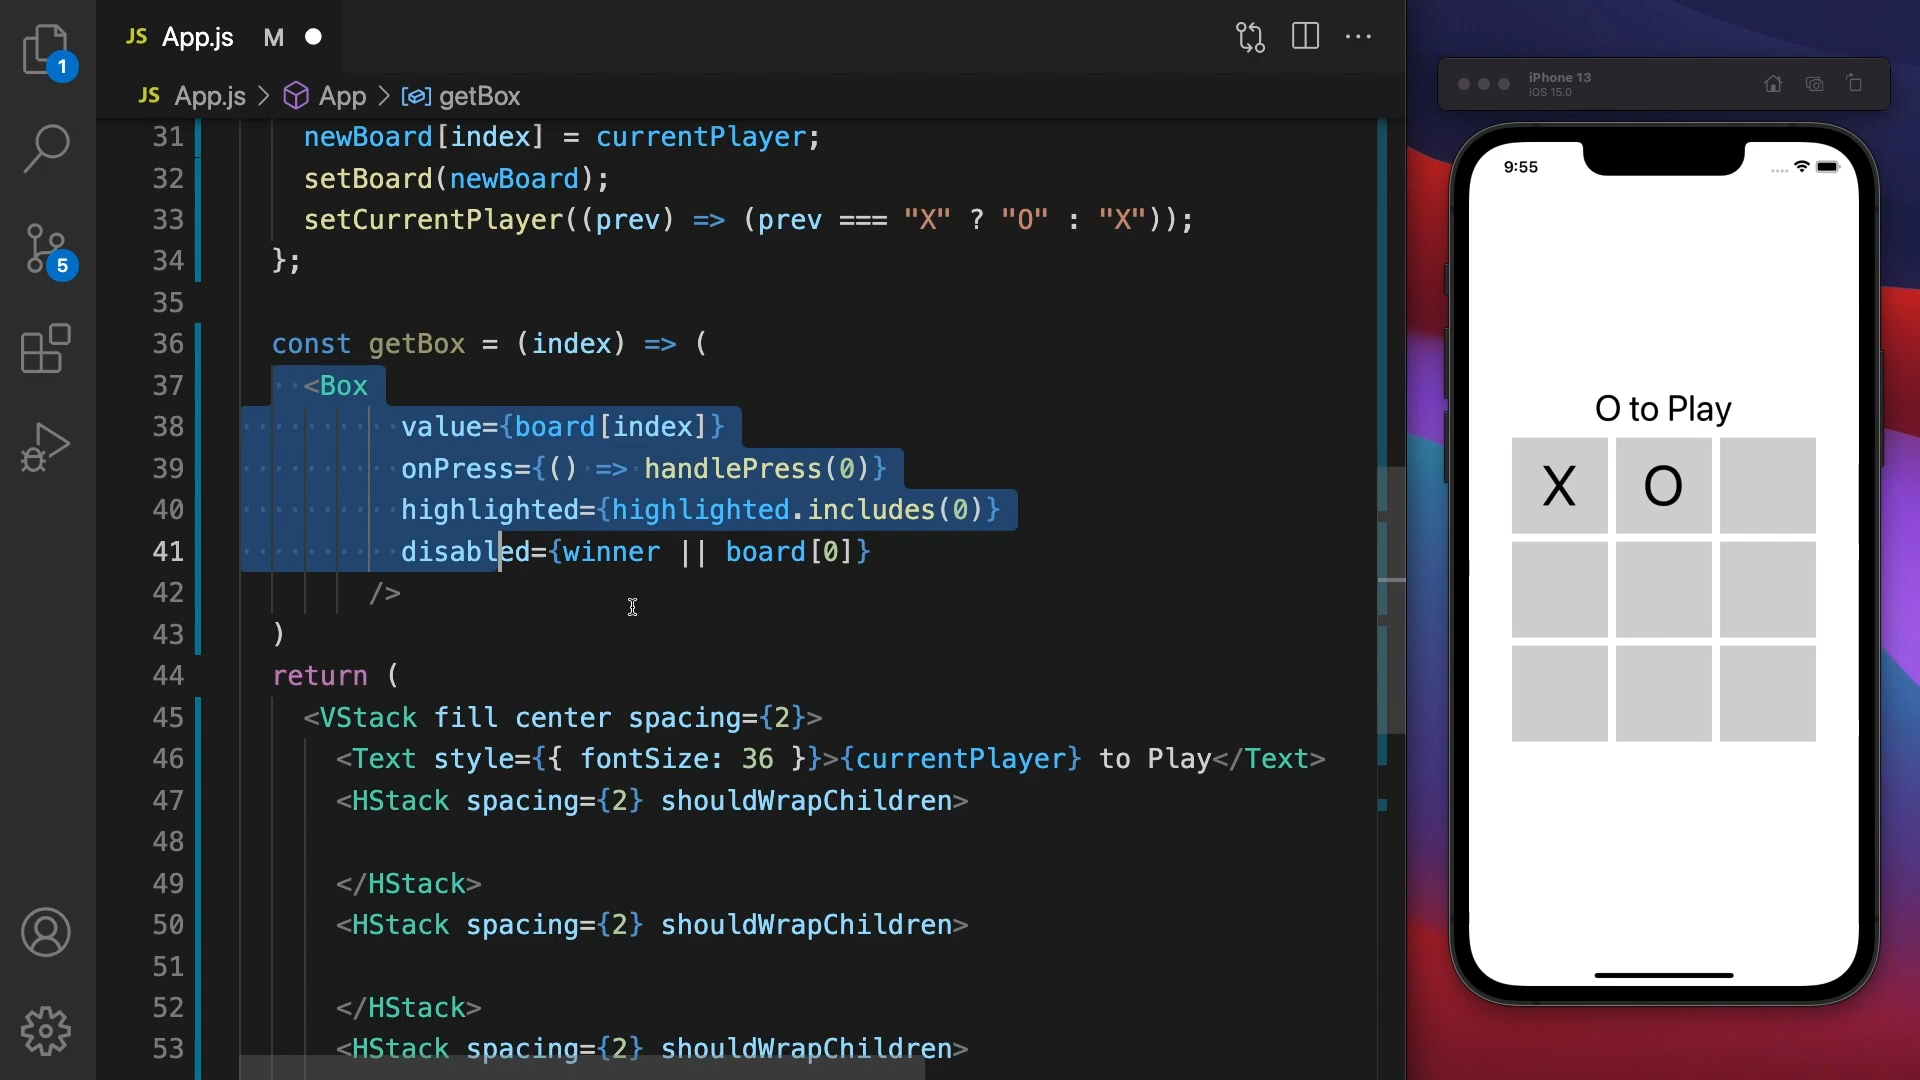 JS App.js M
JS App.js > App > getBox
1
5
31 newBoard[index] = currentPlayer;
32 setBoard(newBoard);
33 setCurrentPlayer((prev) => (prev === "X" ? "O" : "X"));
34 };
35
36 const getBox = (index) => (
37 <Box
38 value={board[index]}
39 onPress={() => handlePress(0)}
40 highlighted={highlighted.includes(0)}
41 disabled={winner || board[0]}
42 />
43 )
44 return (
45 <VStack fill center spacing={2}>
46 <Text style={{ fontSize: 36 }}>{currentPlayer} to Play</Text>
47 <HStack spacing={2} shouldWrapChildren>
48
49 </HStack>
50 <HStack spacing={2} shouldWrapChildren>
51
52 </HStack>
53 <HStack spacing={2} shouldWrapChildren>
iPhone 13
iOS 15.0
9:55
O to Play
X O